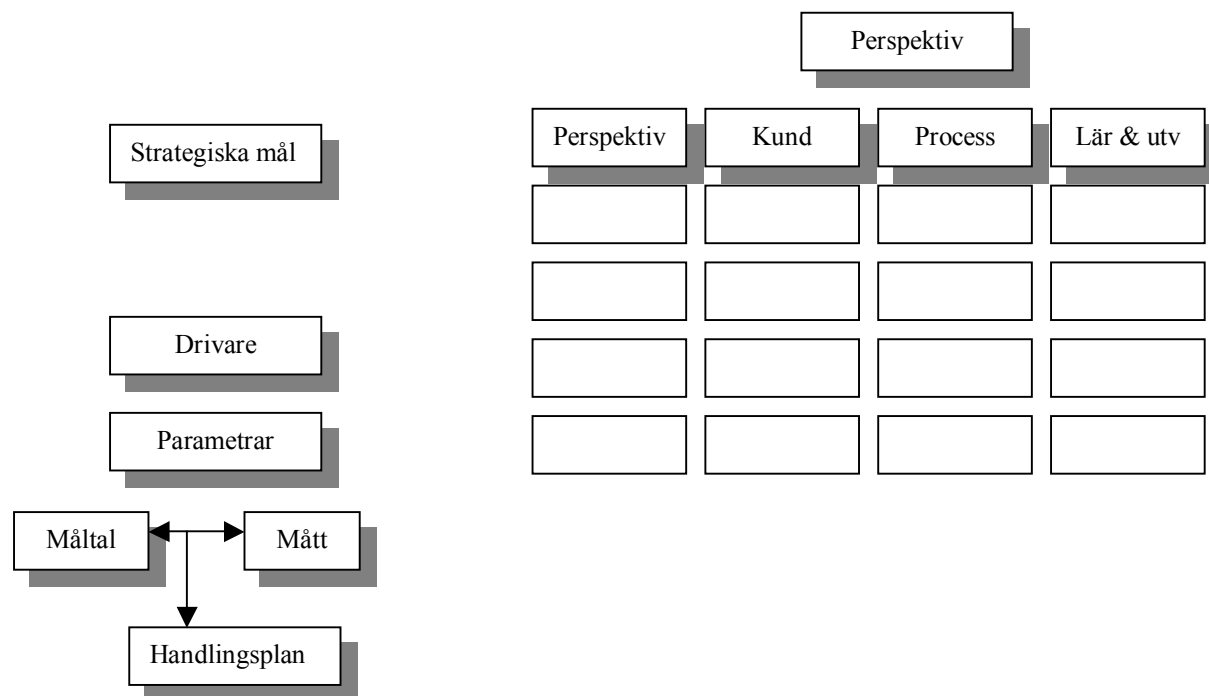 Perspektiv
Strategiska mål
Perspektiv
Kund
Process
Lär & utv
Drivare
Parametrar
Måltal
Mått
Handlingsplan